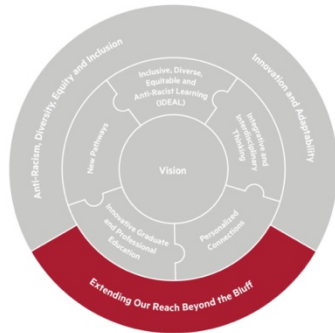 Anti-Racism, Diversity, Equity and Inclusion
Innovation and Adaptability
Inclusive, Diverse,
Equitable and
Anti-Racist Learning
(IDEAL)
New Pathways
Integrative and
Interdisciplinary
Thinking
Vision
Innovative Graduate
and Professional
Education
Personalized
Connections
Extending Our Reach Beyond the Bluff